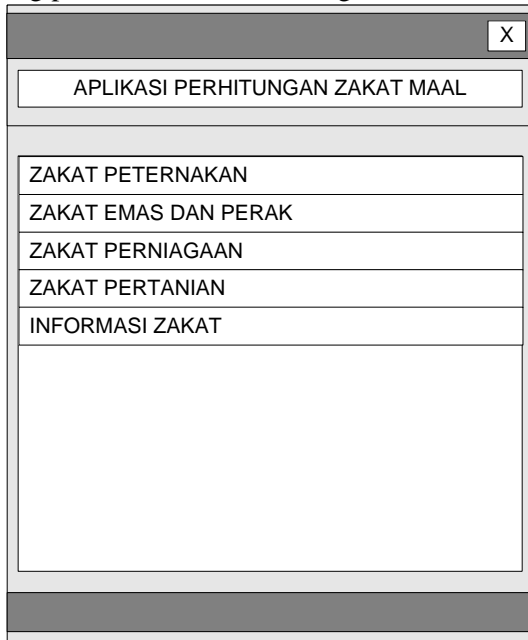 X
APLIKASI PERHITUNGAN ZAKAT MAAL
ZAKAT PETERNAKAN
ZAKAT EMAS DAN PERAK
ZAKAT PERNIAGAAN
ZAKAT PERTANIAN
INFORMASI ZAKAT